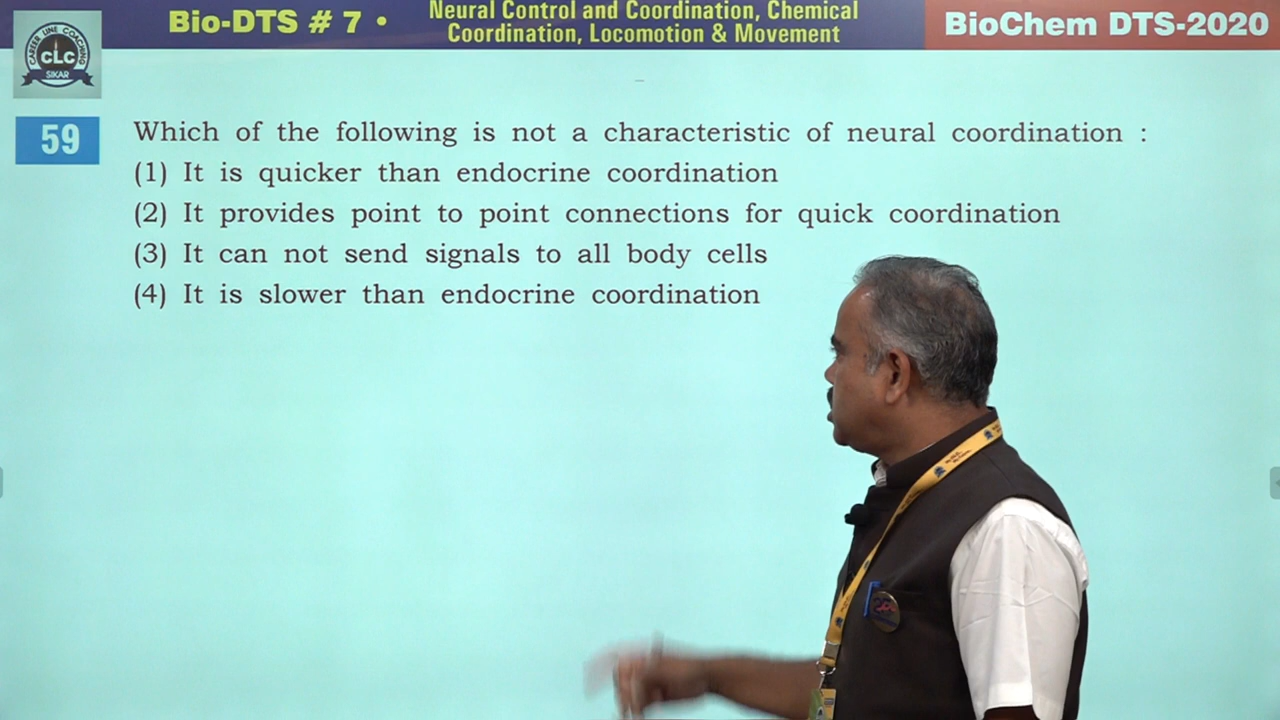 Bio-DTS # 7 •
Neural Control and Coordination, Chemical
Coordination, Locomotion & Movement
BioChem DTS-2020
CAREER LINE COACHING
CLC
SIKAR
59
Which of the following is not a characteristic of neural coordination :
(1) It is quicker than endocrine coordination
(2) It provides point to point connections for quick coordination
(3) It can not send signals to all body cells
(4) It is slower than endocrine coordination